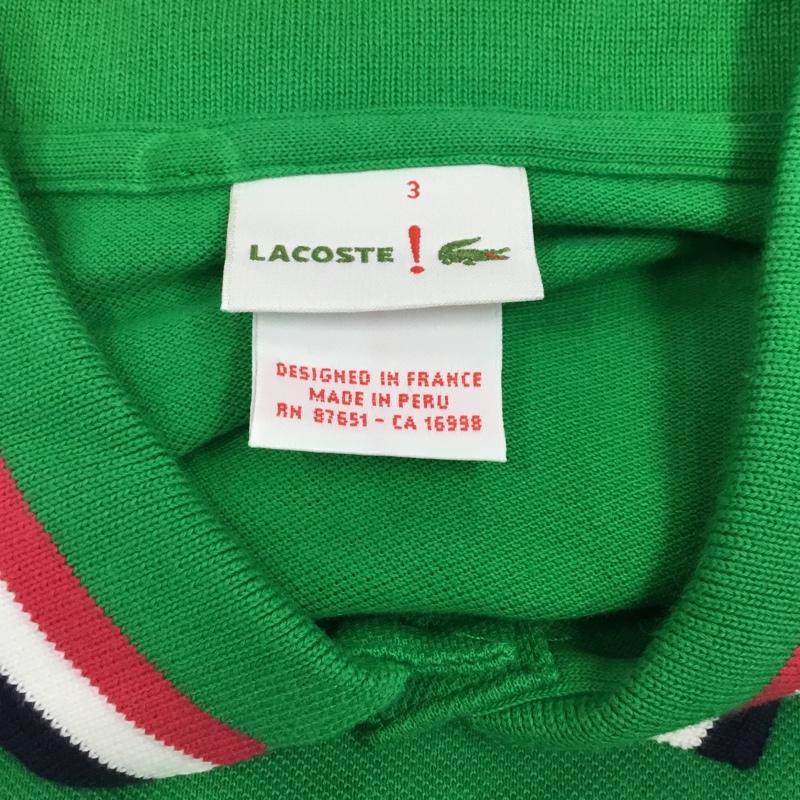 3
LACOSTE !
DESIGNED IN FRANCE
MADE IN PERU
RN 87651 - CA 16998